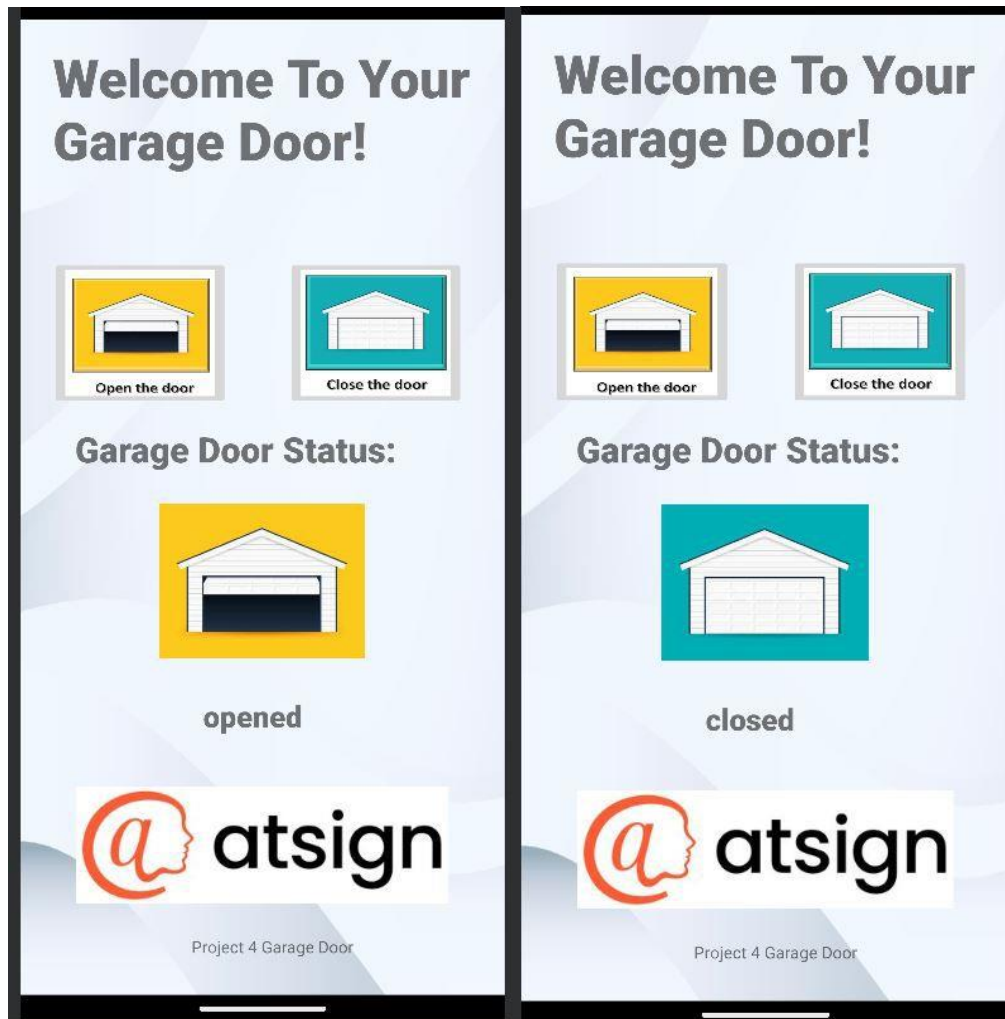 Welcome To Your
Garage Door!
Open the door
Close the door
Garage Door Status:
opened
@ atsign
Project 4 Garage Door
Welcome To Your
Garage Door!
Open the door
Close the door
Garage Door Status:
closed
@ atsign
Project 4 Garage Door